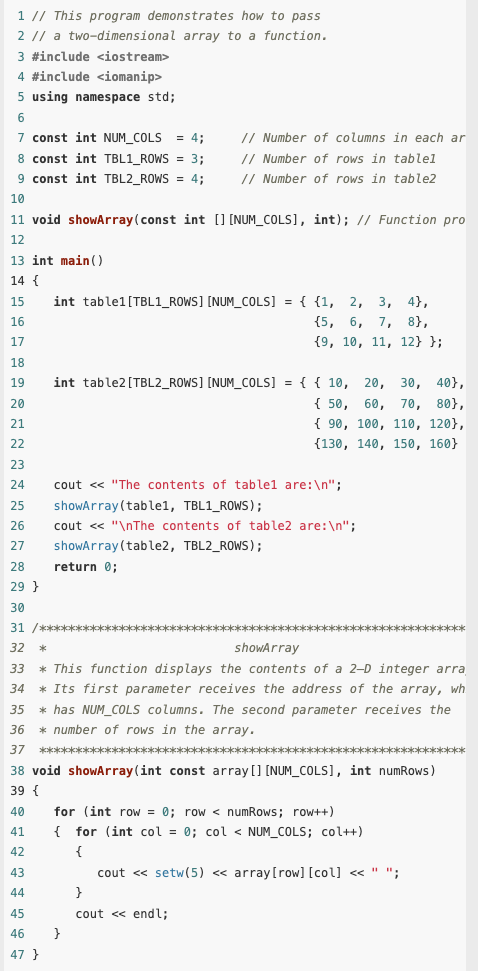 1 // This program demonstrates how to pass
2 // a two-dimensional array to a function.
3 #include <iostream>
4 #include <iomanip>
5 using namespace std;
6
7 const int NUM_COLS  = 4;     // Number of columns in each ar
8 const int TBL1_ROWS = 3;     // Number of rows in table1
9 const int TBL2_ROWS = 4;     // Number of rows in table2
10
11 void showArray(const int [][NUM_COLS], int); // Function pro
12
13 int main()
14 {
15    int table1[TBL1_ROWS][NUM_COLS] = { {1,  2,  3,  4},
16                                        {5,  6,  7,  8},
17                                        {9, 10, 11, 12} };
18
19    int table2[TBL2_ROWS][NUM_COLS] = { { 10,  20,  30,  40},
20                                        { 50,  60,  70,  80},
21                                        { 90, 100, 110, 120},
22                                        {130, 140, 150, 160}
23
24    cout << "The contents of table1 are:\n";
25    showArray(table1, TBL1_ROWS);
26    cout << "\nThe contents of table2 are:\n";
27    showArray(table2, TBL2_ROWS);
28    return 0;
29 }
30
31 /***********************************************************
32  *                          showArray
33  * This function displays the contents of a 2–D integer arra
34  * Its first parameter receives the address of the array, wh
35  * has NUM_COLS columns. The second parameter receives the
36  * number of rows in the array.
37  ***********************************************************
38 void showArray(int const array[][NUM_COLS], int numRows)
39 {
40    for (int row = 0; row < numRows; row++)
41    {  for (int col = 0; col < NUM_COLS; col++)
42       {
43          cout << setw(5) << array[row][col] << " ";
44       }
45       cout << endl;
46    }
47 }